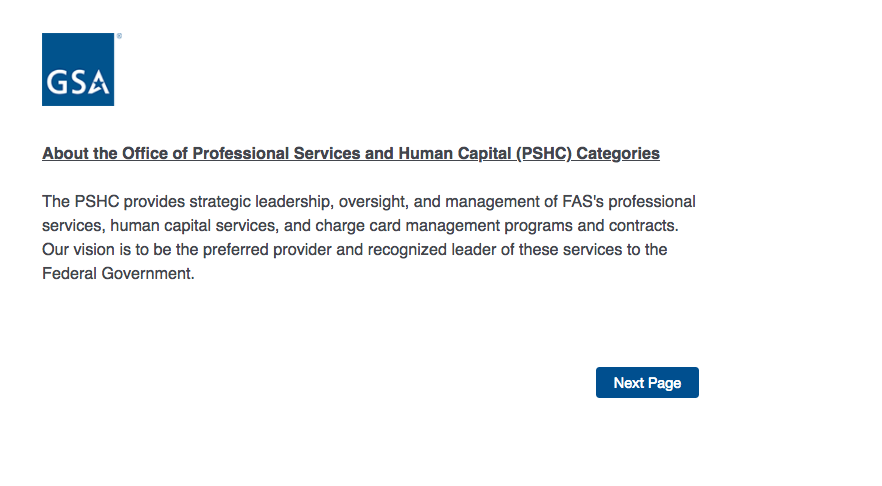 GSA
®
About the Office of Professional Services and Human Capital (PSHC) Categories
The PSHC provides strategic leadership, oversight, and management of FAS's professional
services, human capital services, and charge card management programs and contracts.
Our vision is to be the preferred provider and recognized leader of these services to the
Federal Government.
Next Page